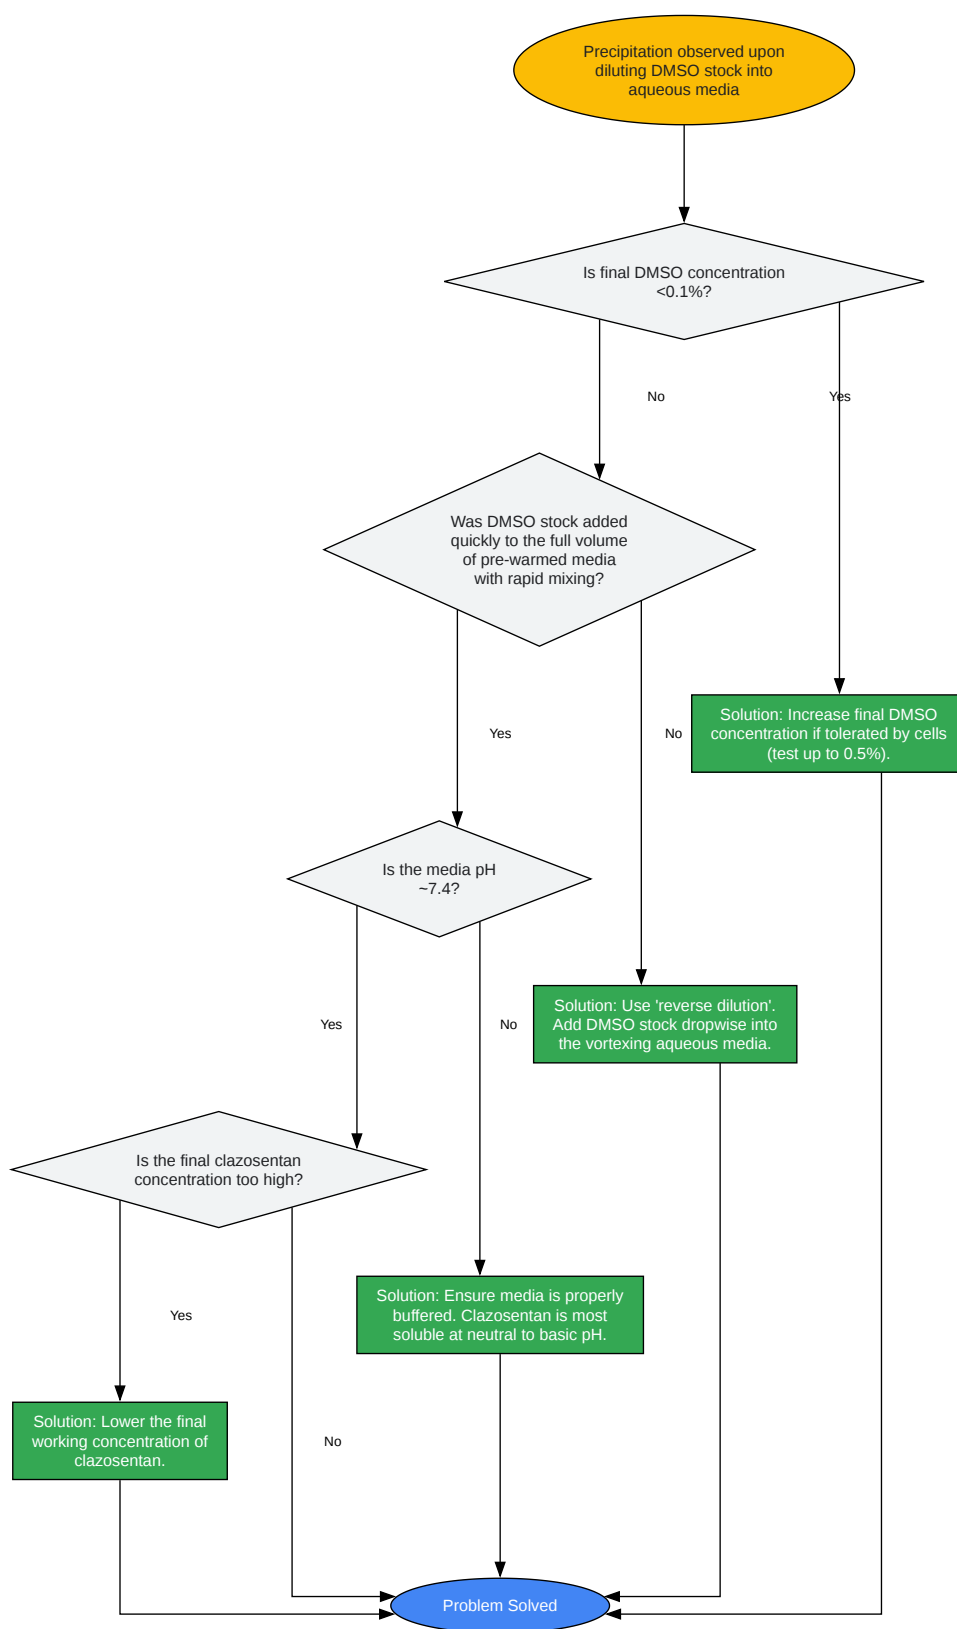 Precipitation observed upon
diluting DMSO stock into
aqueous media
Is final DMSO concentration
<0.1%?
No
Yes
Was DMSO stock added
quickly to the full volume
of pre-warmed media
with rapid mixing?
Yes
No
Solution: Increase final DMSO
concentration if tolerated by cells
(test up to 0.5%).
Is the media pH
~7.4?
Yes
No
Solution: Use 'reverse dilution'.
Add DMSO stock dropwise into
the vortexing aqueous media.
Is the final clazosentan
concentration too high?
Yes
No
Solution: Ensure media is properly
buffered. Clazosentan is most
soluble at neutral to basic pH.
Solution: Lower the final
working concentration of
clazosentan.
Problem Solved